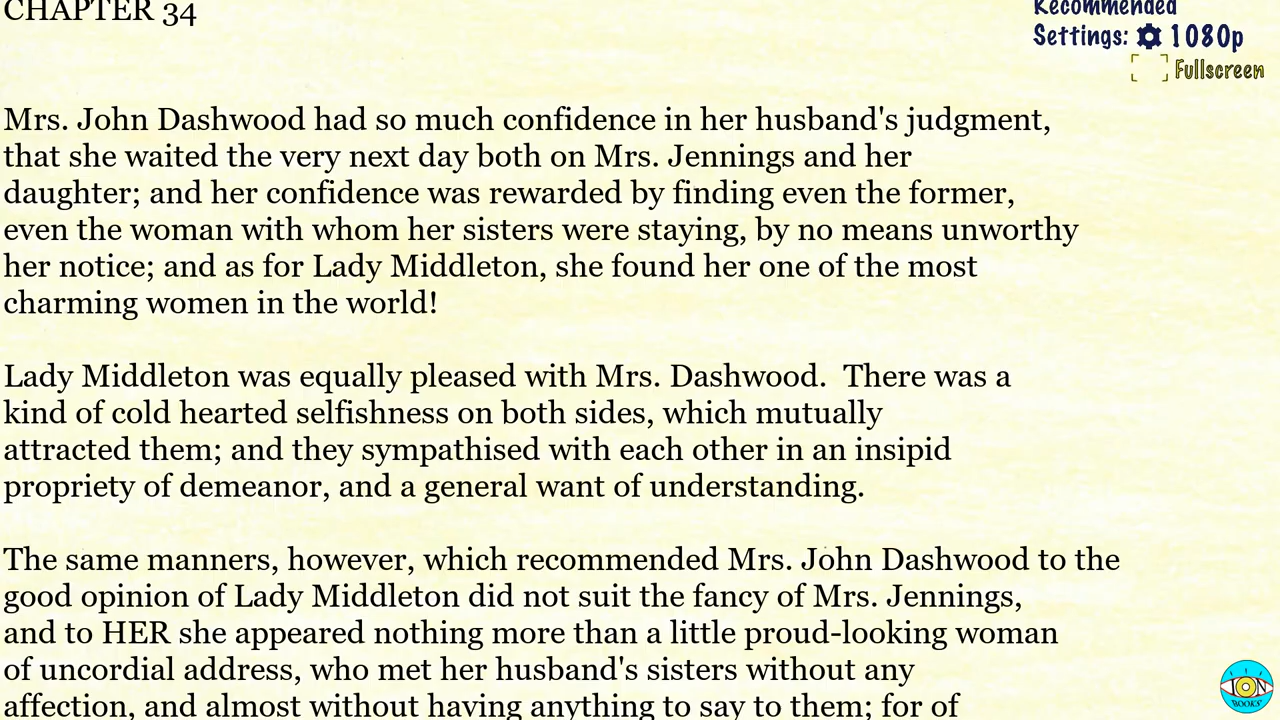 CHAPTER 34
Recommended
Settings: 1080p
Fullscreen
Mrs. John Dashwood had so much confidence in her husband's judgment,
that she waited the very next day both on Mrs. Jennings and her
daughter; and her confidence was rewarded by finding even the former,
even the woman with whom her sisters were staying, by no means unworthy
her notice; and as for Lady Middleton, she found her one of the most
charming women in the world!
Lady Middleton was equally pleased with Mrs. Dashwood.  There was a
kind of cold hearted selfishness on both sides, which mutually
attracted them; and they sympathised with each other in an insipid
propriety of demeanor, and a general want of understanding.
The same manners, however, which recommended Mrs. John Dashwood to the
good opinion of Lady Middleton did not suit the fancy of Mrs. Jennings,
and to HER she appeared nothing more than a little proud-looking woman
of uncordial address, who met her husband's sisters without any
affection, and almost without having anything to say to them; for of
ION
BOOKS